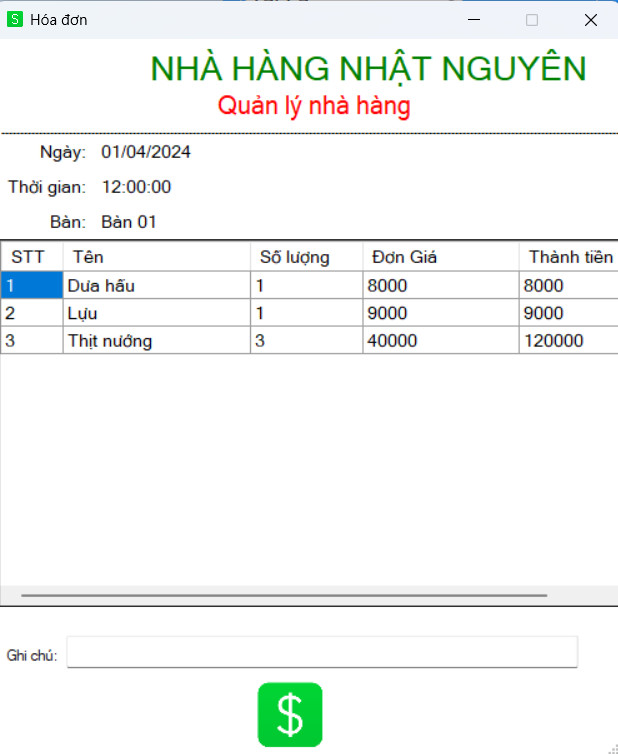 S Hóa đơn
NHÀ HÀNG NHẬT NGUYÊN
Quản lý nhà hàng
Ngày: 01/04/2024
Thời gian: 12:00:00
Bàn: Bàn 01
STT Tên Số lượng Đơn Giá Thành tiền
1 Dưa hấu 1 8000 8000
2 Lựu 1 9000 9000
3 Thịt nướng 3 40000 120000
Ghi chú:
$